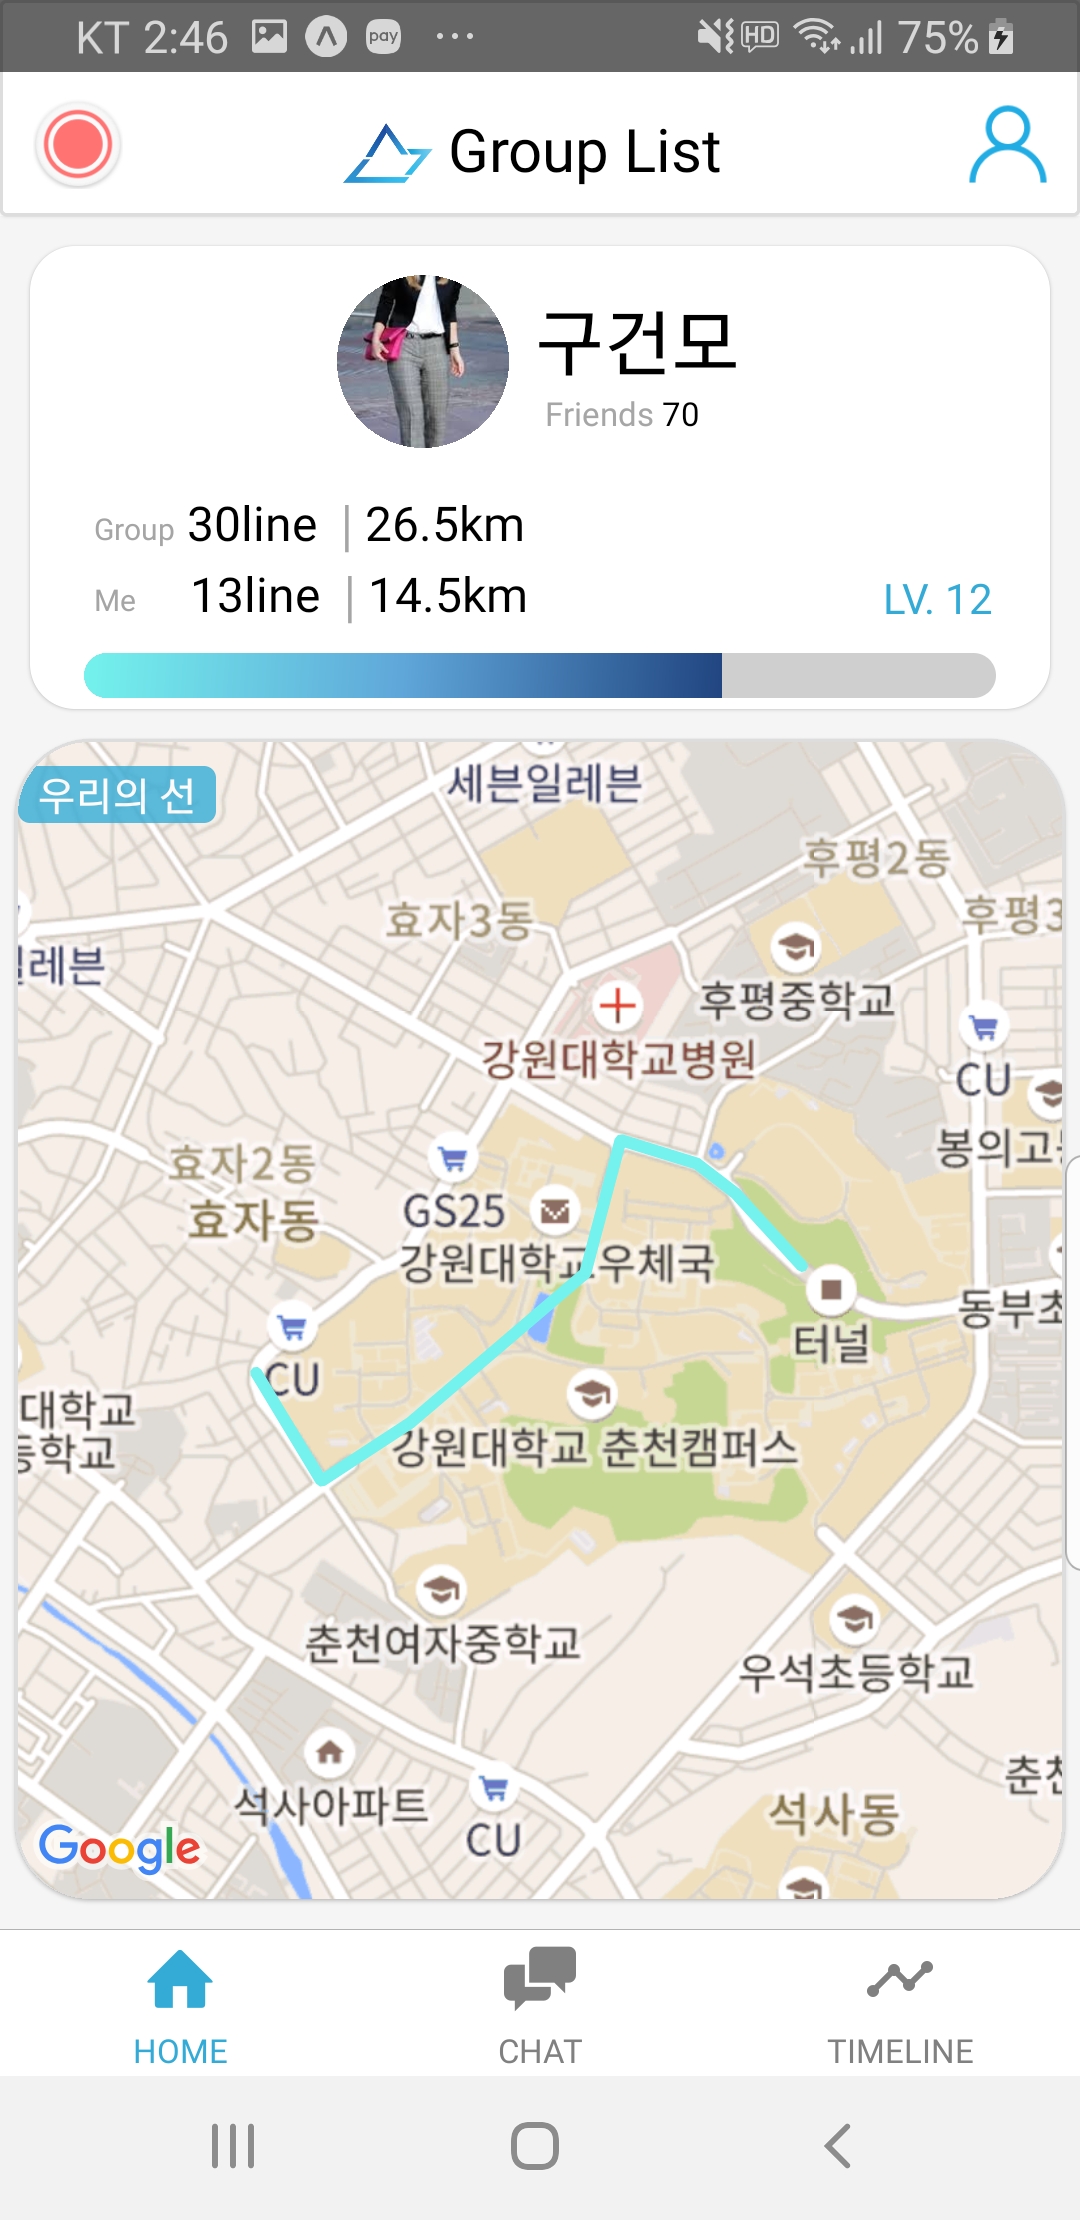 KT 2:46 pay HD 75%
Group List
구건모
Friends 70
Group 30line | 26.5km
Me 13line | 14.5km
LV. 12
우리의 선
세븐일레븐
후평2동
효자3동
후평3
레븐
후평중학교
강원대학교병원
CU
효자2동
봉의고
효자동
GS25
강원대학교우체국
동부초
터널
CU
대학교
등학교
강원대학교 춘천캠퍼스
춘천여자중학교
우석초등학교
춘천
석사아파트
석사동
CU
Google
HOME CHAT TIMELINE